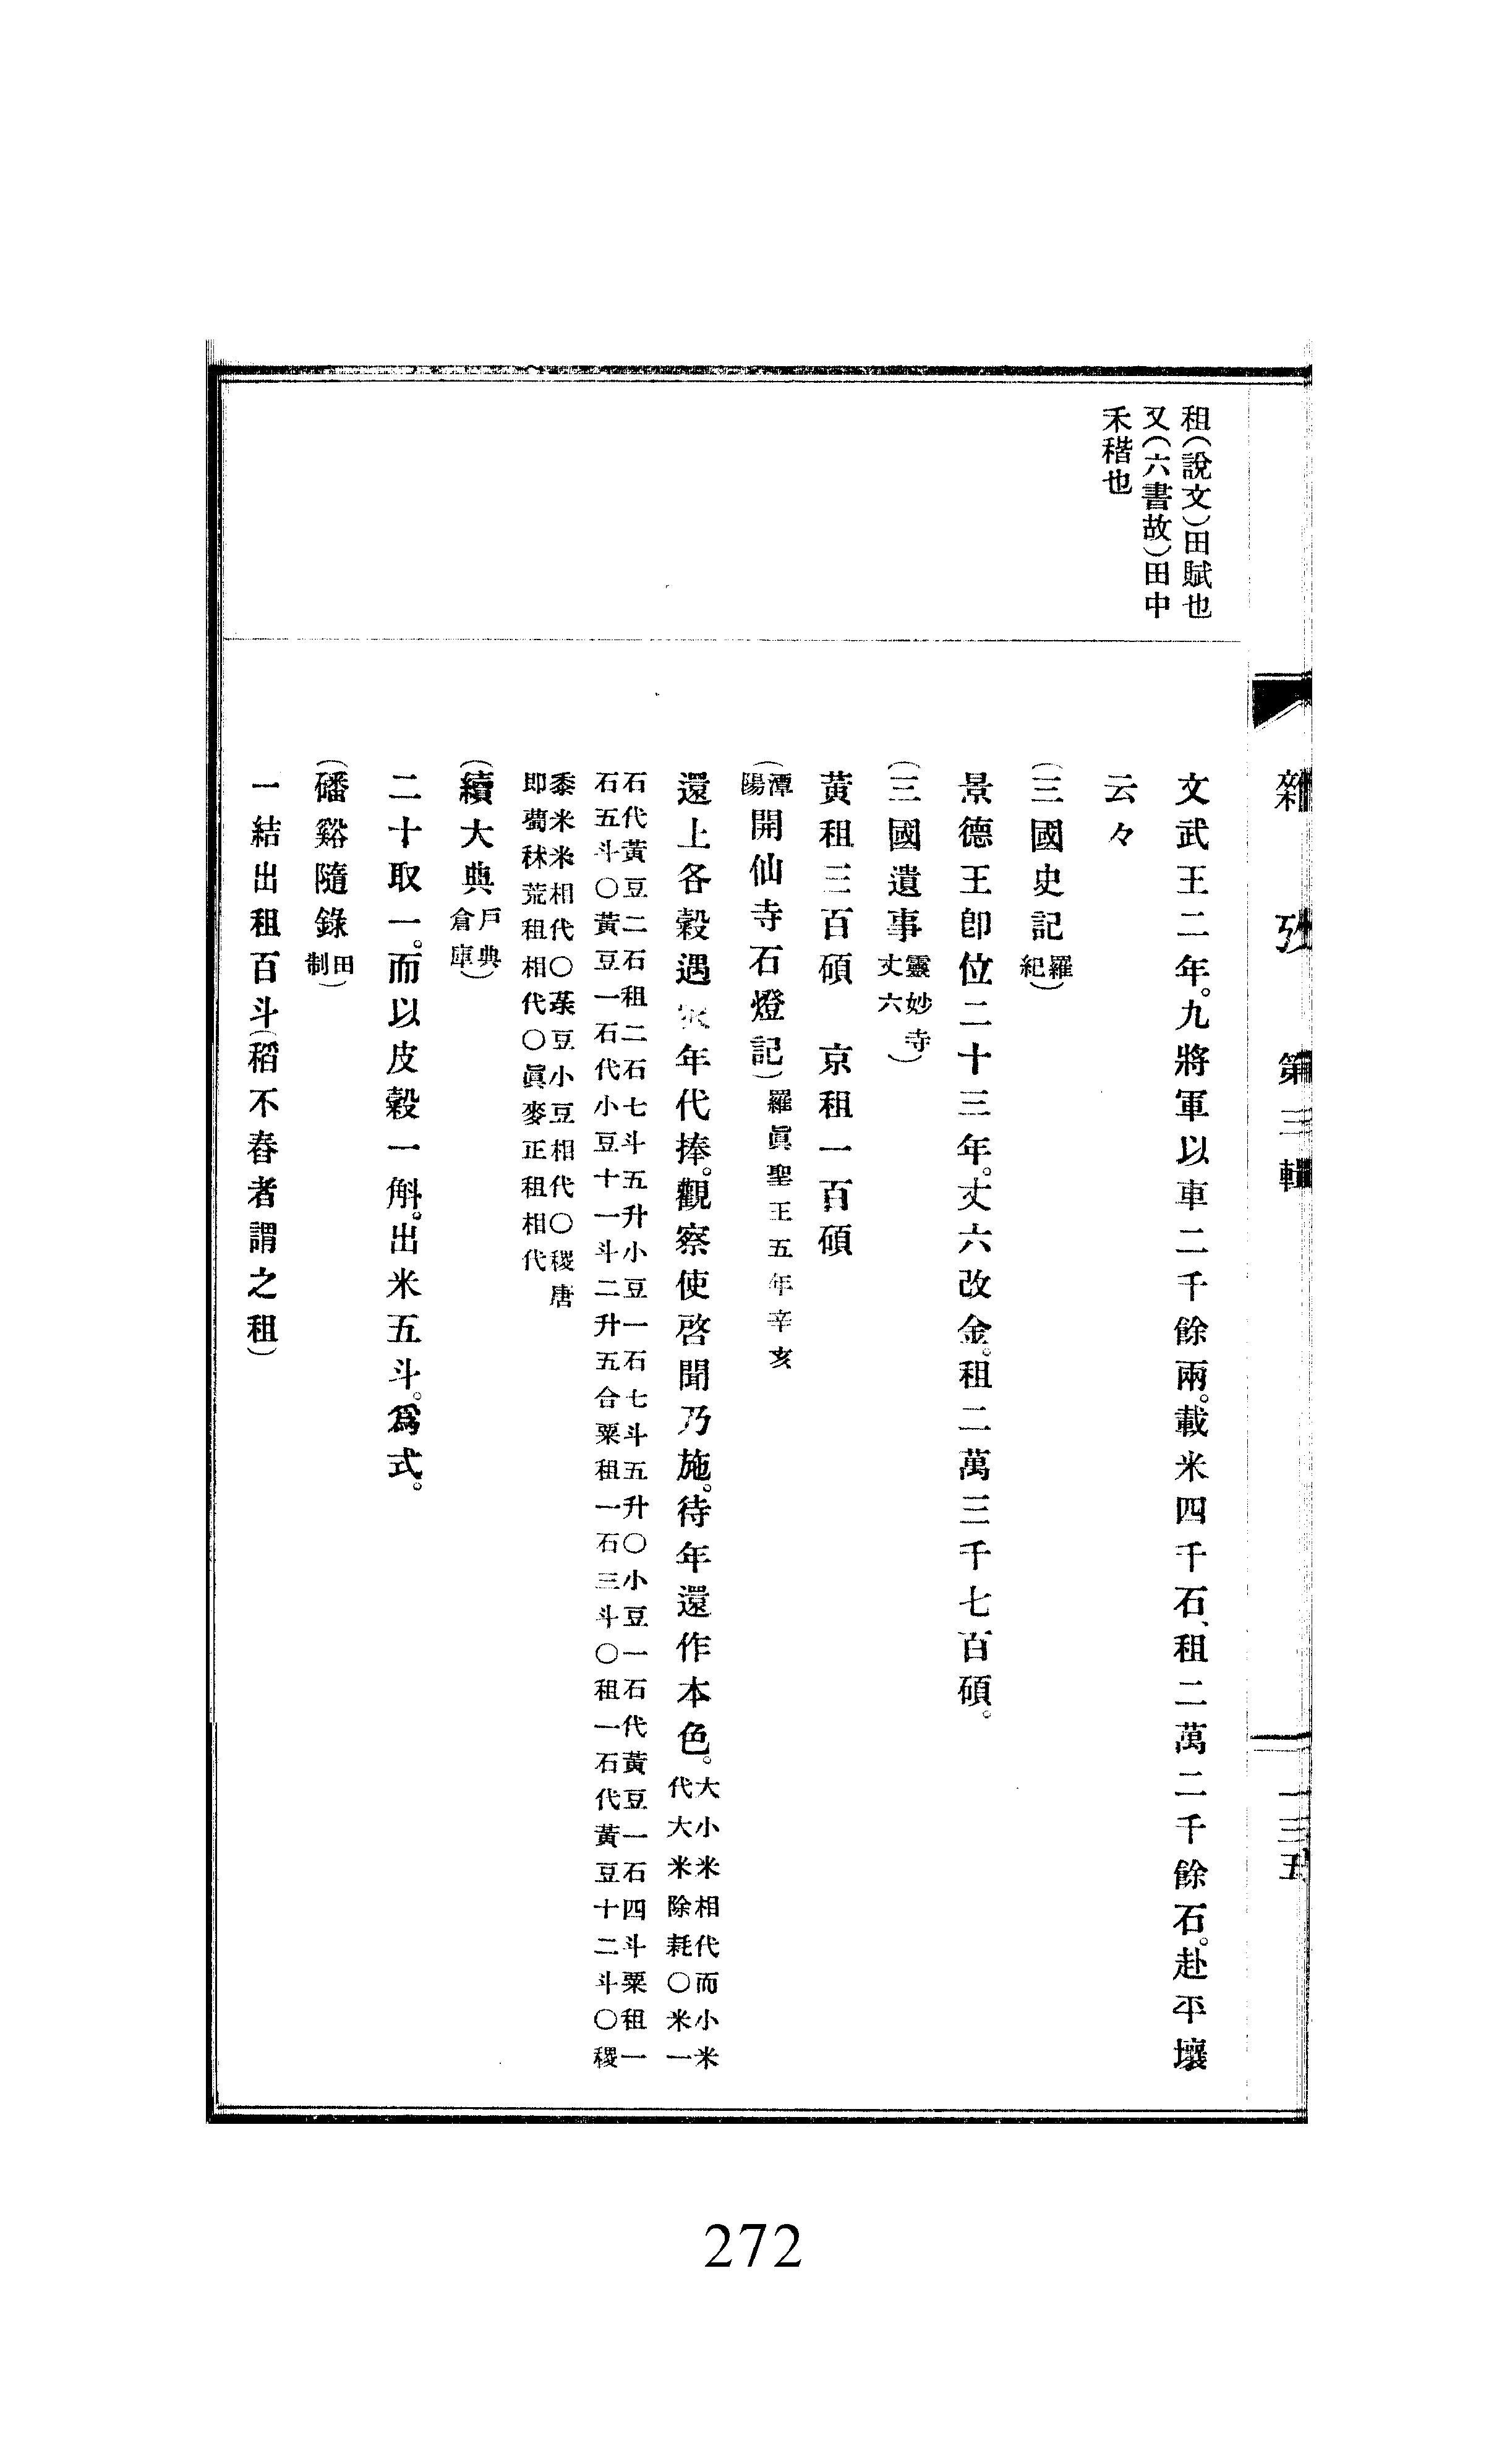 雜攷 第三輯 一三五
租(說文)田賦也
又(六書故)田中
禾稭也
文武王二年。九將軍以車二千餘兩。載米四千石、租二萬二千餘石。赴平壤
云々
(三國史記羅紀)
景德王卽位二十三年。丈六改金。租二萬三千七百碩。
(三國遺事靈妙寺丈六)
黃租三百碩 京租一百碩
(潭陽開仙寺石燈記)羅眞聖王五年辛亥
還上各穀遇灾年代捧。觀察使啓聞乃施。待年還作本色。大小米相代而小米
代大米除耗〇米一
石代黃豆二石租二石七斗五升小豆一石七斗五升〇小豆一石代黃豆一石四斗粟租一
石五斗〇黃豆一石代小豆十一斗二升五合粟租一石三斗〇租一石代黃豆十二斗〇稷
黍米米相代〇菉豆小豆相代〇稷唐
即薥秫荒租相代〇眞麥正租相代
(續大典戶典倉庫)
二十取一。而以皮穀一斛。出米五斗。爲式。
(磻谿隨錄田制)
一結出租百斗(稻不舂者謂之租)
272